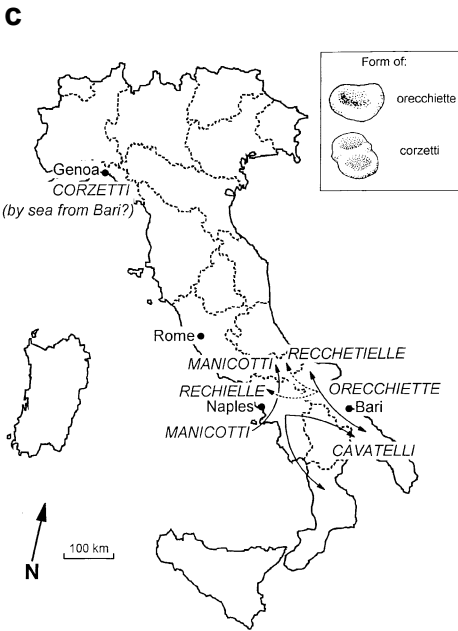 C
Form of:
orecchiette
corzetti
Genoa
CORZETTI
(by sea from Bari?)
Rome
MANICOTTI
RECCHETIELLE
RECHIELLE
ORECCHIETTE
Naples
Bari
MANICOTTI
CAVATELLI
100 km
N